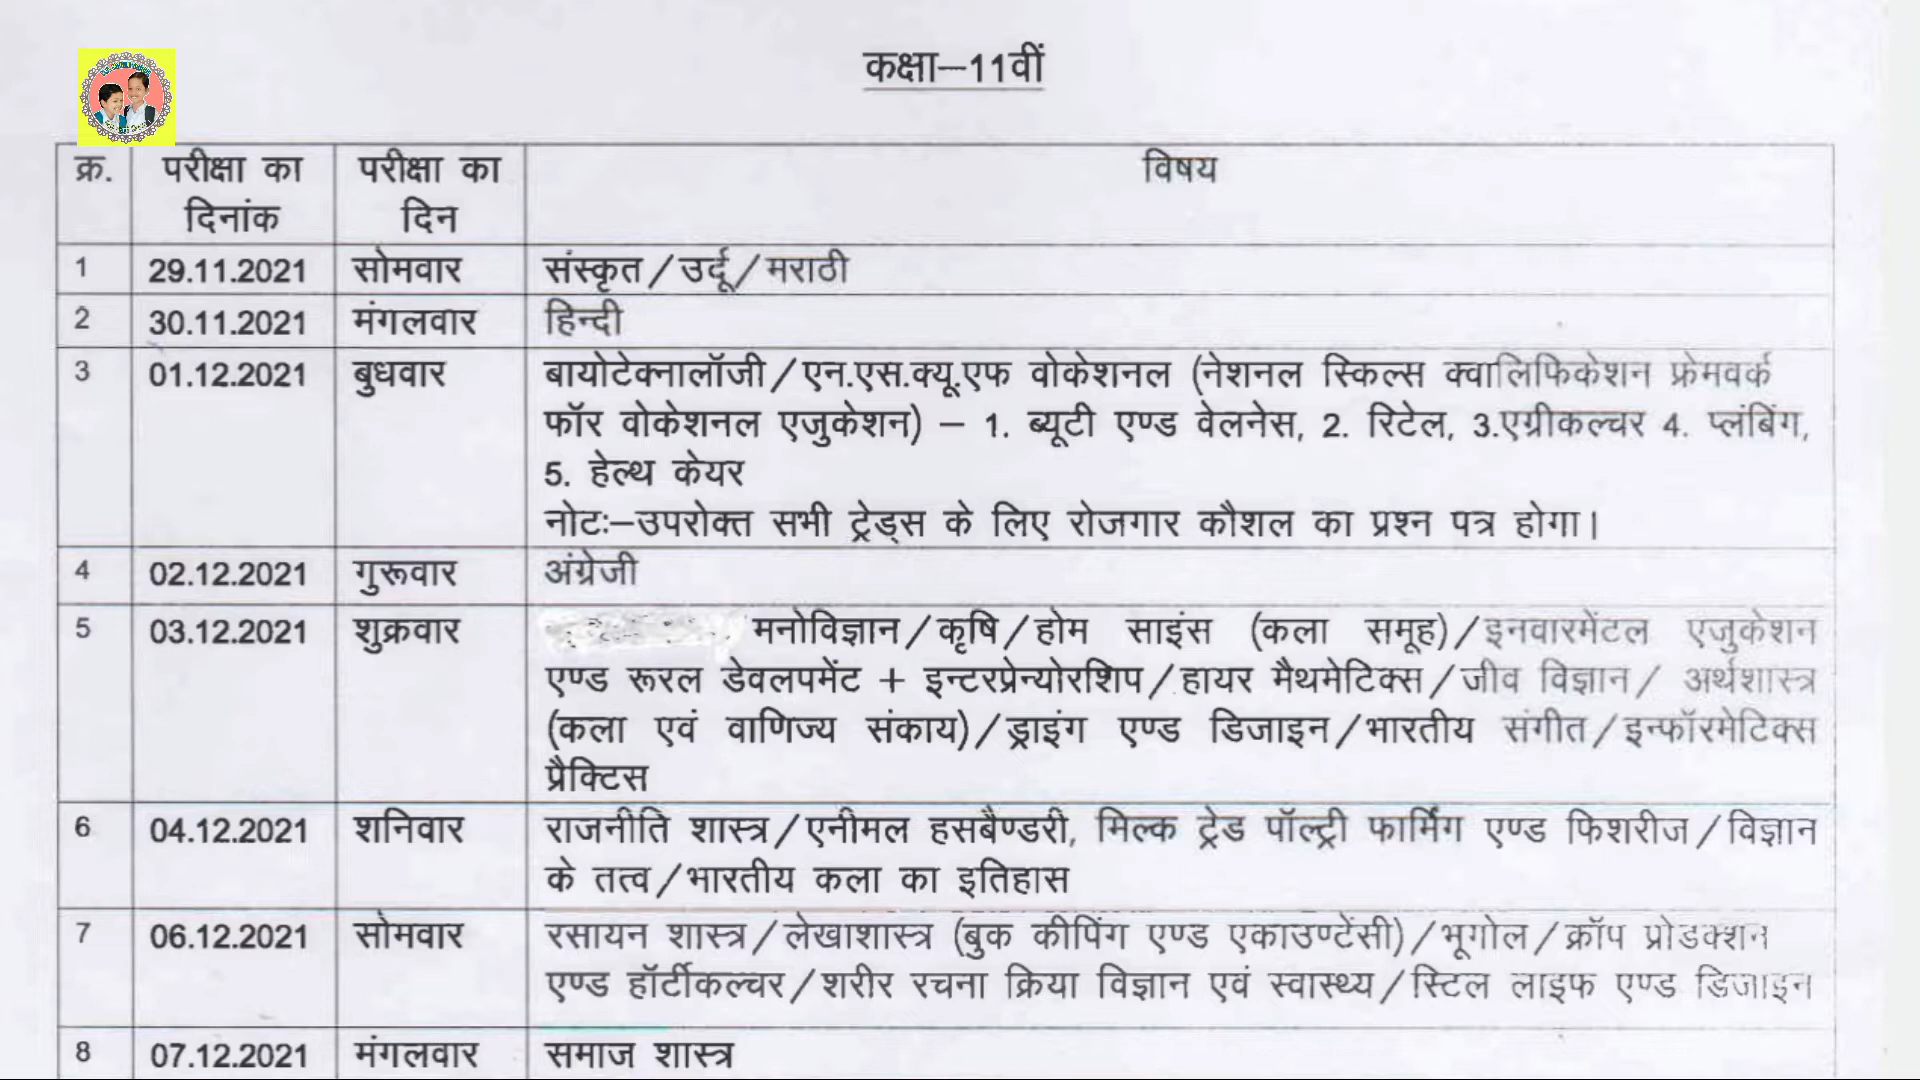 कक्षा–11वीं
क्र. परीक्षा का दिनांक परीक्षा का दिन विषय
1 29.11.2021 सोमवार संस्कृत/उर्दू/मराठी
2 30.11.2021 मंगलवार हिन्दी
3 01.12.2021 बुधवार बायोटेक्नालॉजी/एन.एस.क्यू.एफ वोकेशनल (नेशनल स्किल्स क्वालिफिकेशन फ्रेमवर्क
फॉर वोकेशनल एजुकेशन) – 1. ब्यूटी एण्ड वेलनेस, 2. रिटेल, 3.एग्रीकल्चर 4. प्लंबिंग,
5. हेल्थ केयर
नोटः–उपरोक्त सभी ट्रेड्स के लिए रोजगार कौशल का प्रश्न पत्र होगा।
4 02.12.2021 गुरूवार अंग्रेजी
5 03.12.2021 शुक्रवार मनोविज्ञान/कृषि/होम साइंस (कला समूह)/इनवारमेंटल एजुकेशन
एण्ड रूरल डेवलपमेंट + इन्टरप्रेन्योरशिप/हायर मैथमेटिक्स/जीव विज्ञान/ अर्थशास्त्र
(कला एवं वाणिज्य संकाय)/ड्राइंग एण्ड डिजाइन/भारतीय संगीत/इन्फॉरमेटिक्स
प्रैक्टिस
6 04.12.2021 शनिवार राजनीति शास्त्र/एनीमल हसबैण्डरी, मिल्क ट्रेड पॉल्ट्री फार्मिंग एण्ड फिशरीज/विज्ञान
के तत्व/भारतीय कला का इतिहास
7 06.12.2021 सोमवार रसायन शास्त्र/लेखाशास्त्र (बुक कीपिंग एण्ड एकाउण्टेंसी)/भूगोल/क्रॉप प्रोडक्शन
एण्ड हॉर्टीकल्चर/शरीर रचना क्रिया विज्ञान एवं स्वास्थ्य/स्टिल लाइफ एण्ड डिजाइन
8 07.12.2021 मंगलवार समाज शास्त्र